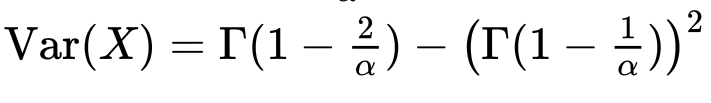 Var(X) = Γ(1 − 2/α) − (Γ(1 − 1/α))²